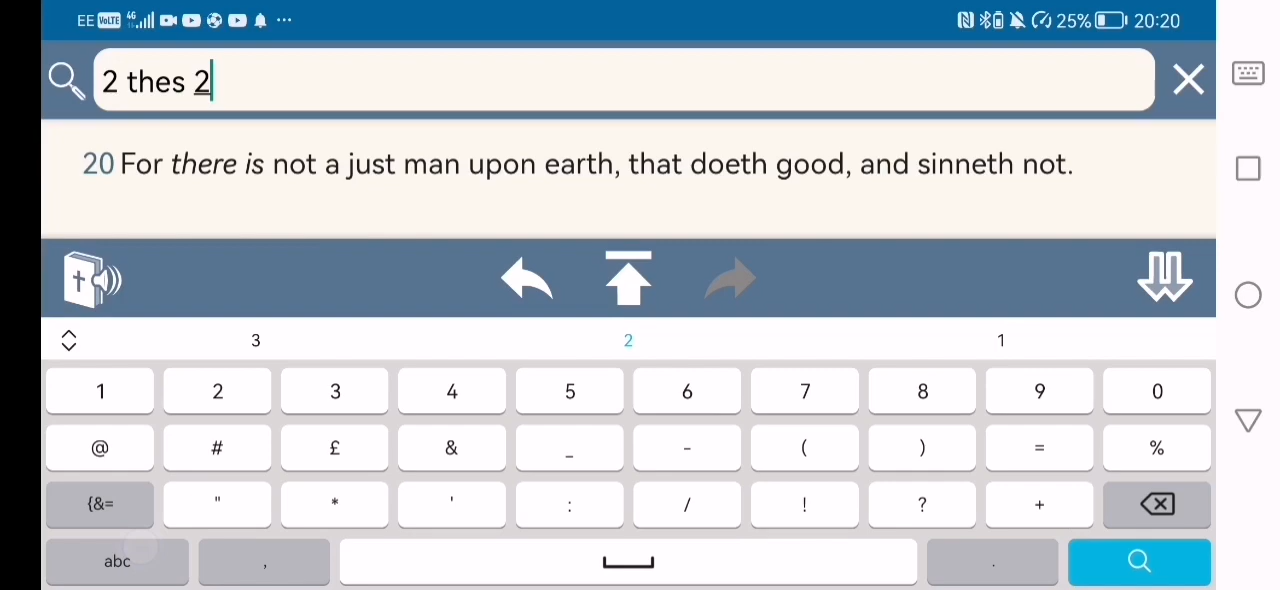 EE VoLTE 4G 25% 20:20
2 thes 2
20 For there is not a just man upon earth, that doeth good, and sinneth not.
3 2 1
1 2 3 4 5 6 7 8 9 0
@ # £ & _ - ( ) = %
{&= " * ' : / ! ? +
abc , .